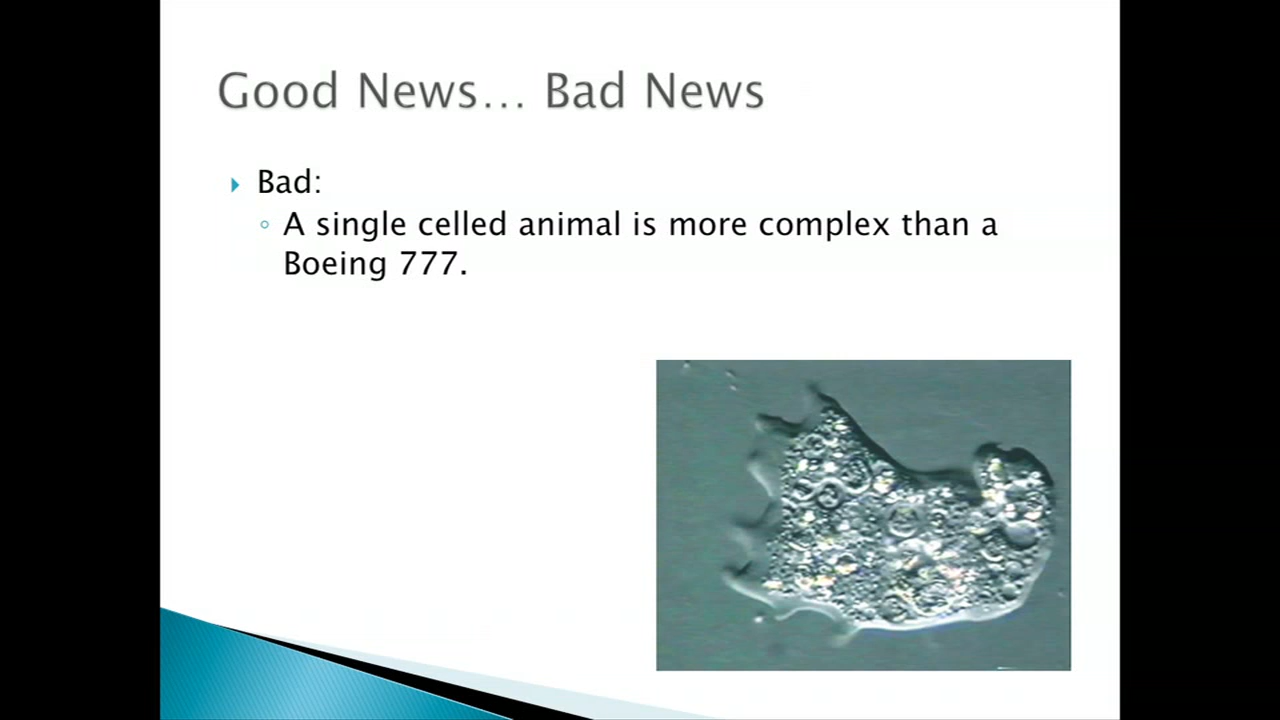 Good News… Bad News
Bad:
A single celled animal is more complex than a
Boeing 777.